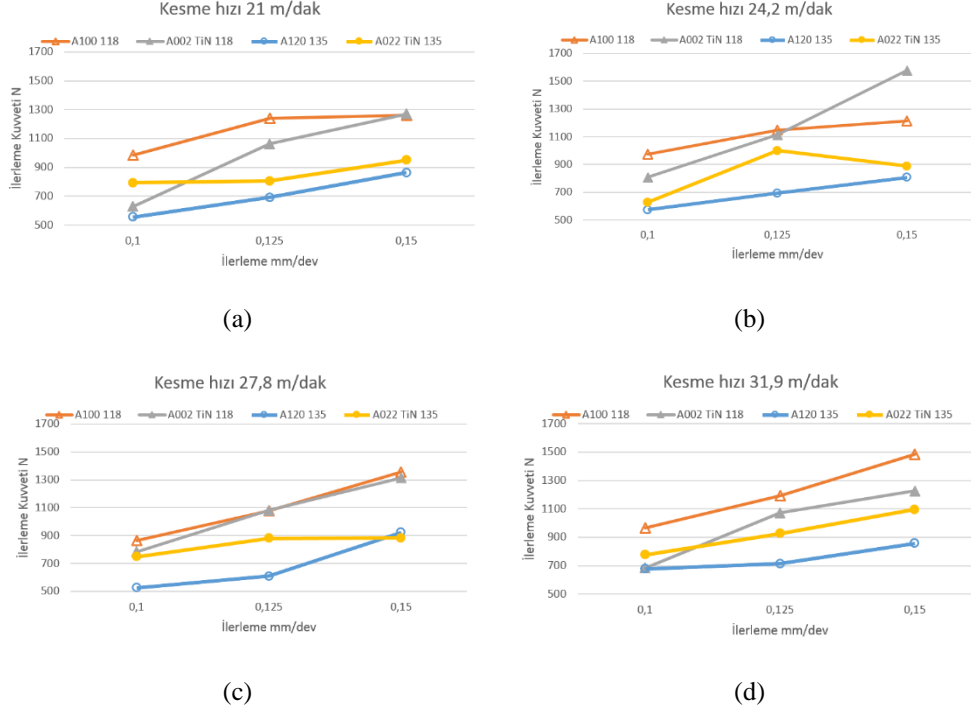 Kesme hızı 21 m/dak
A100 118 A002 TiN 118 A120 135 A022 TiN 135
1700
1500
1300
1100
900
700
500
İlerleme Kuvveti N
0,1 0,125 0,15
İlerleme mm/dev
(a)
Kesme hızı 24,2 m/dak
A100 118 A002 TiN 118 A120 135 A022 TiN 135
1700
1500
1300
1100
900
700
500
İlerleme Kuvveti N
0,1 0,125 0,15
İlerleme mm/dev
(b)
Kesme hızı 27,8 m/dak
A100 118 A002 TiN 118 A120 135 A022 TiN 135
1700
1500
1300
1100
900
700
500
İlerleme Kuvveti N
0,1 0,125 0,15
İlerleme mm/dev
(c)
Kesme hızı 31,9 m/dak
A100 118 A002 TiN 118 A120 135 A022 TiN 135
1700
1500
1300
1100
900
700
500
İlerleme Kuvveti N
0,1 0,125 0,15
İlerleme mm/dev
(d)